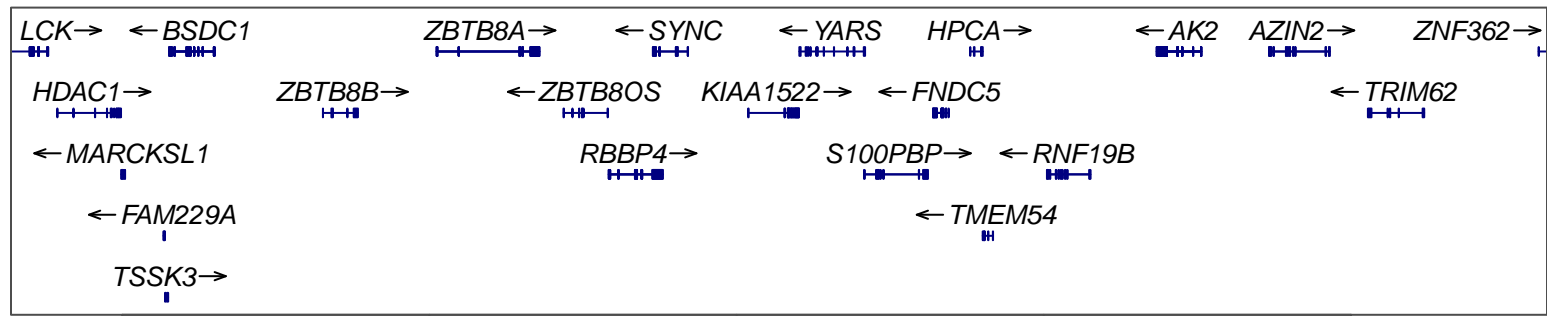 LCK→ ←BSDC1 ZBTB8A→ ←SYNC ←YARS HPCA→ ←AK2 AZIN2→ ZNF362→
HDAC1→ ZBTB8B→ ←ZBTB8OS KIAA1522→ ←FNDC5 ←TRIM62
←MARCKSL1 RBBP4→ S100PBP→ ←RNF19B
←FAM229A ←TMEM54
TSSK3→